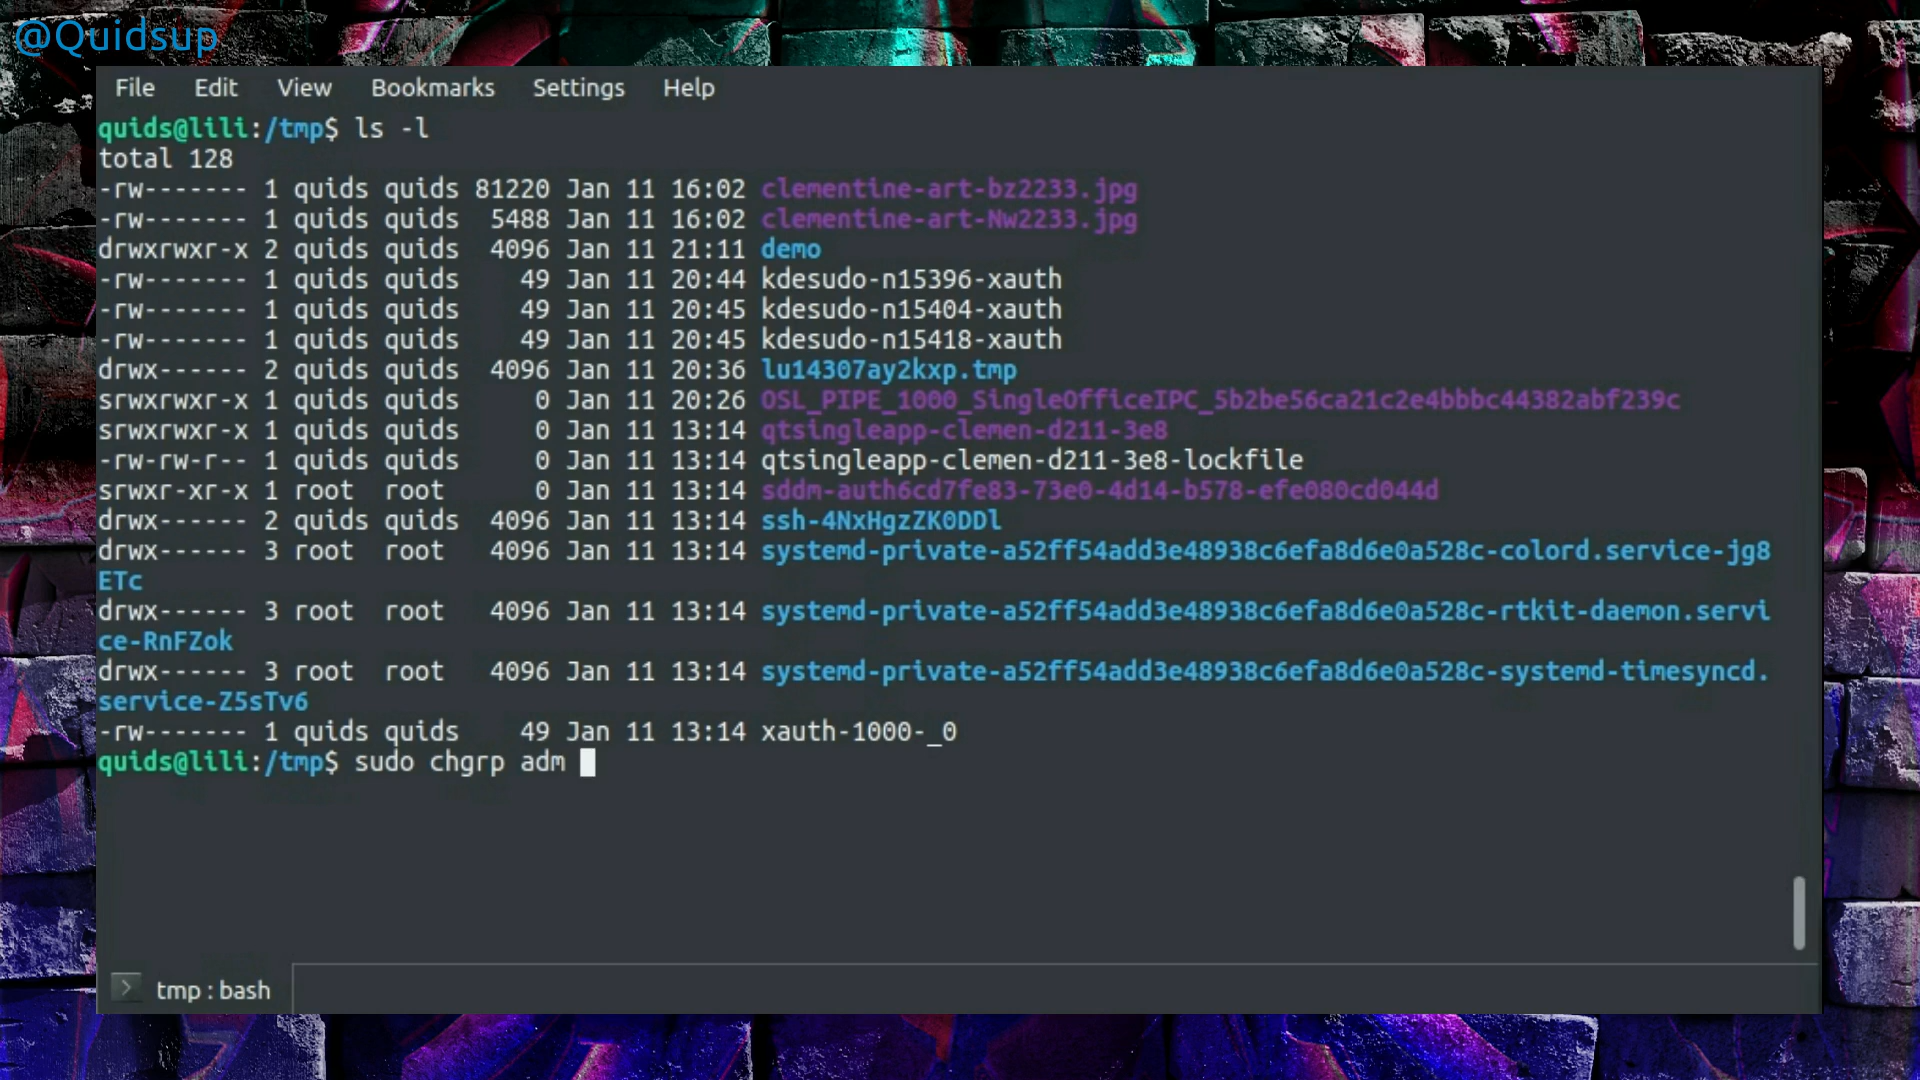 @Quidsup
File Edit View Bookmarks Settings Help
quids@lili:/tmp$ ls -l
total 128
-rw------- 1 quids quids 81220 Jan 11 16:02 clementine-art-bz2233.jpg
-rw------- 1 quids quids 5488 Jan 11 16:02 clementine-art-Nw2233.jpg
drwxrwxr-x 2 quids quids 4096 Jan 11 21:11 demo
-rw------- 1 quids quids 49 Jan 11 20:44 kdesudo-n15396-xauth
-rw------- 1 quids quids 49 Jan 11 20:45 kdesudo-n15404-xauth
-rw------- 1 quids quids 49 Jan 11 20:45 kdesudo-n15418-xauth
drwx------ 2 quids quids 4096 Jan 11 20:36 lu14307ay2kxp.tmp
srwxrwxr-x 1 quids quids 0 Jan 11 20:26 OSL_PIPE_1000_SingleOfficeIPC_5b2be56ca21c2e4bbbc44382abf239c
srwxrwxr-x 1 quids quids 0 Jan 11 13:14 qtsingleapp-clemen-d211-3e8
-rw-rw-r-- 1 quids quids 0 Jan 11 13:14 qtsingleapp-clemen-d211-3e8-lockfile
srwxr-xr-x 1 root root 0 Jan 11 13:14 sddm-auth6cd7fe83-73e0-4d14-b578-efe080cd044d
drwx------ 2 quids quids 4096 Jan 11 13:14 ssh-4NxHgzZK0DDl
drwx------ 3 root root 4096 Jan 11 13:14 systemd-private-a52ff54add3e48938c6efa8d6e0a528c-colord.service-jg8
ETc
drwx------ 3 root root 4096 Jan 11 13:14 systemd-private-a52ff54add3e48938c6efa8d6e0a528c-rtkit-daemon.servi
ce-RnFZok
drwx------ 3 root root 4096 Jan 11 13:14 systemd-private-a52ff54add3e48938c6efa8d6e0a528c-systemd-timesyncd.
service-Z5sTv6
-rw------- 1 quids quids 49 Jan 11 13:14 xauth-1000-_0
quids@lili:/tmp$ sudo chgrp adm
tmp : bash